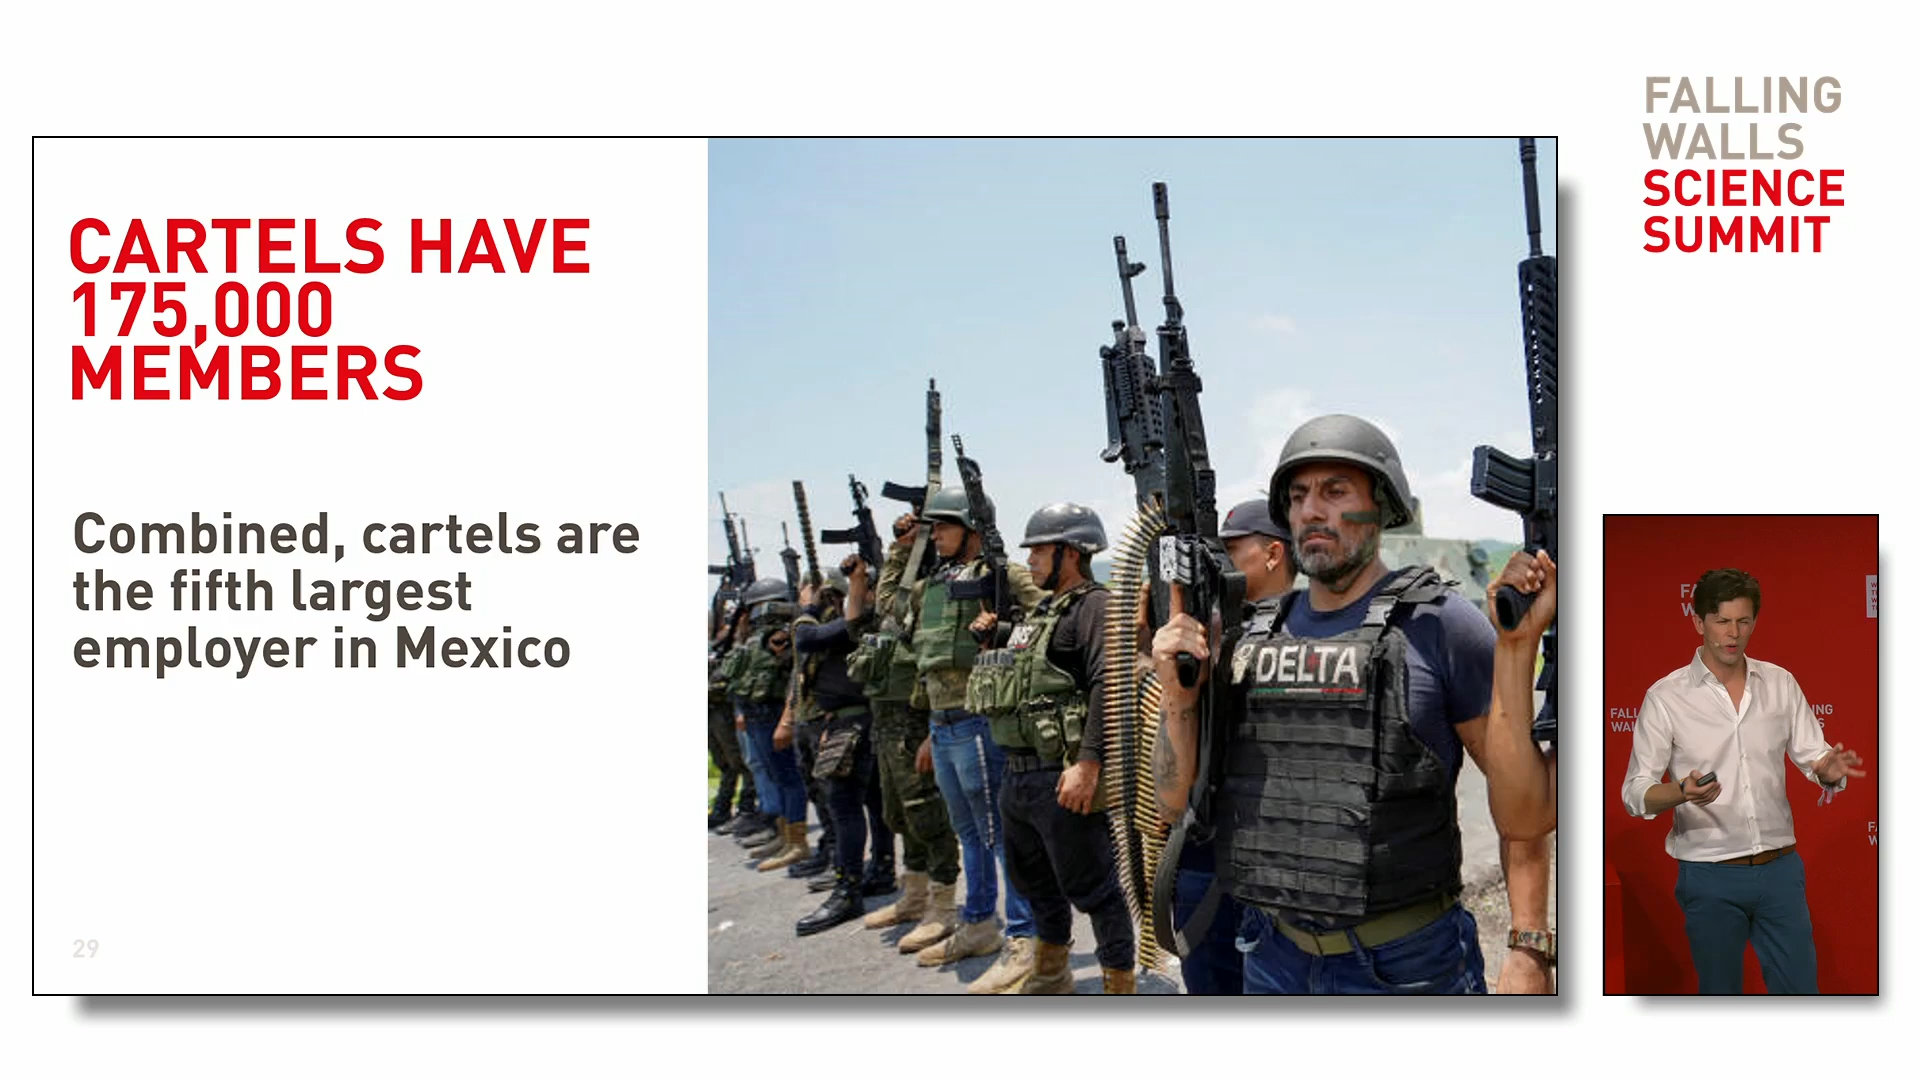 FALLING
WALLS
SCIENCE
SUMMIT
CARTELS HAVE
175,000
MEMBERS
Combined, cartels are
the fifth largest
employer in Mexico
29
DELTA